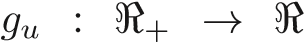 g_u : ℜ_+ → ℜ